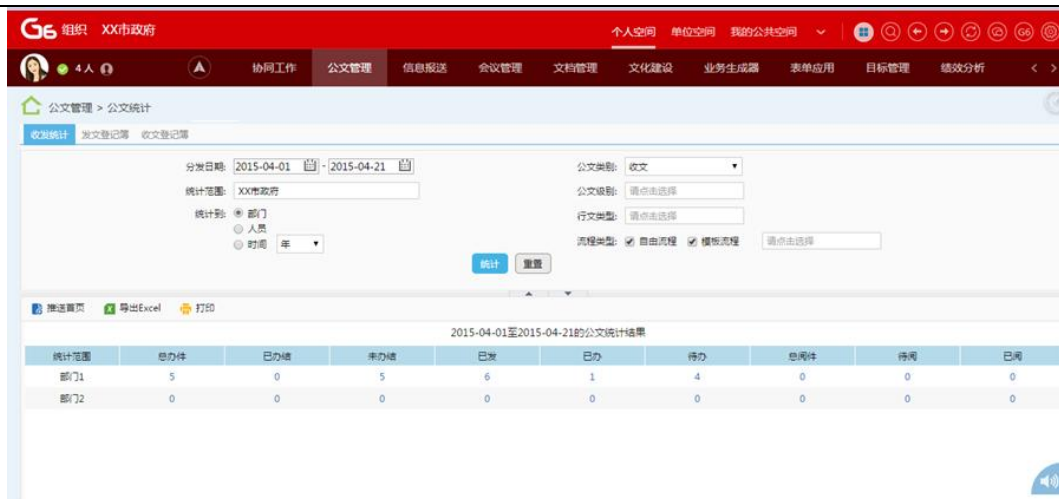 G6 组织 XX市政府 个人空间 单位空间 我的公共空间 G6
4人 A 协同工作 公文管理 信息报送 会议管理 文档管理 文化建设 业务生成器 表单应用 目标管理 绩效分析 < >
公文管理 > 公文统计
收发统计 发文登记簿 收文登记簿
分发日期: 2015-04-01 - 2015-04-21 公文类别: 收文
统计范围: XX市政府 公文级别: 请点击选择
统计到: 部门 行文类型: 请点击选择
人员
时间 年 流程类型: 自由流程 模板流程 请点击选择
统计 重置
推送首页 导出Excel 打印
2015-04-01至2015-04-21的公文统计结果
统计范围 总办件 已办结 未办结 已发 已办 待办 总阅件 待阅 已阅
部门1 5 0 5 6 1 4 0 0 0
部门2 0 0 0 0 0 0 0 0 0